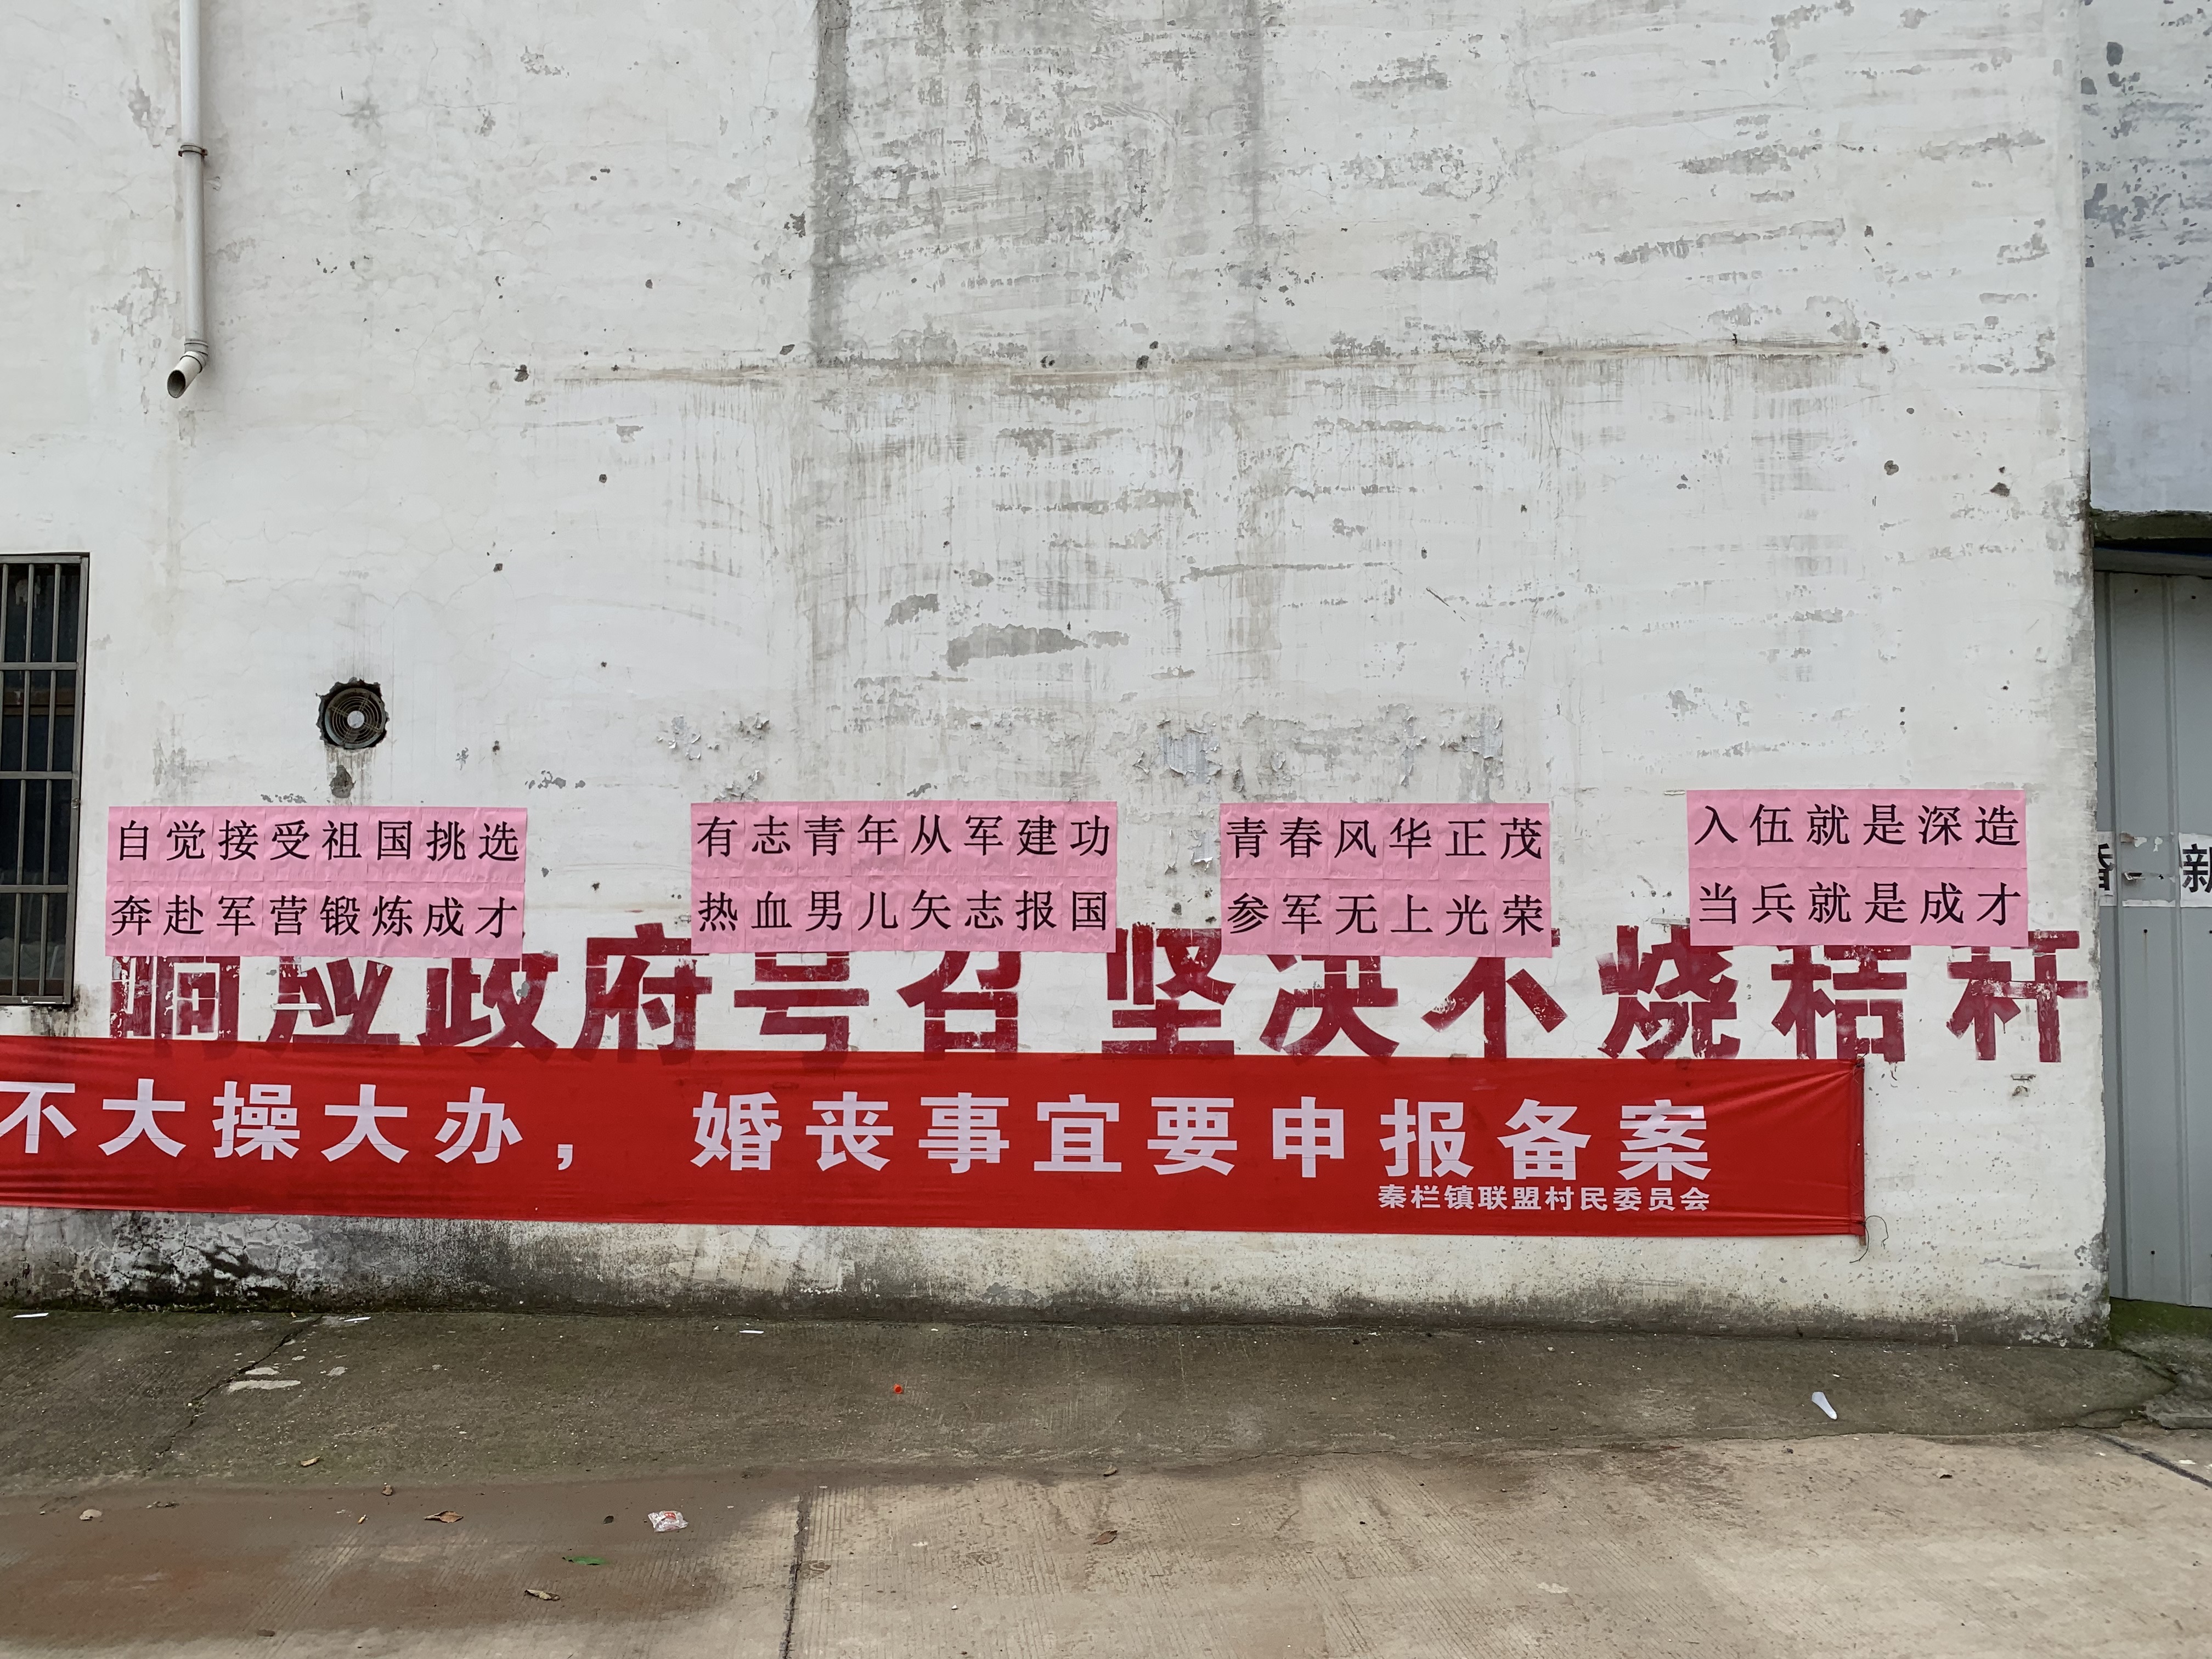 自觉接受祖国挑选
奔赴军营锻炼成才
有志青年从军建功
热血男儿矢志报国
青春风华正茂
参军无上光荣
入伍就是深造
当兵就是成才
新
响应政府号召 坚决不烧秸秆
不大操大办， 婚丧事宜要申报备案
秦栏镇联盟村民委员会